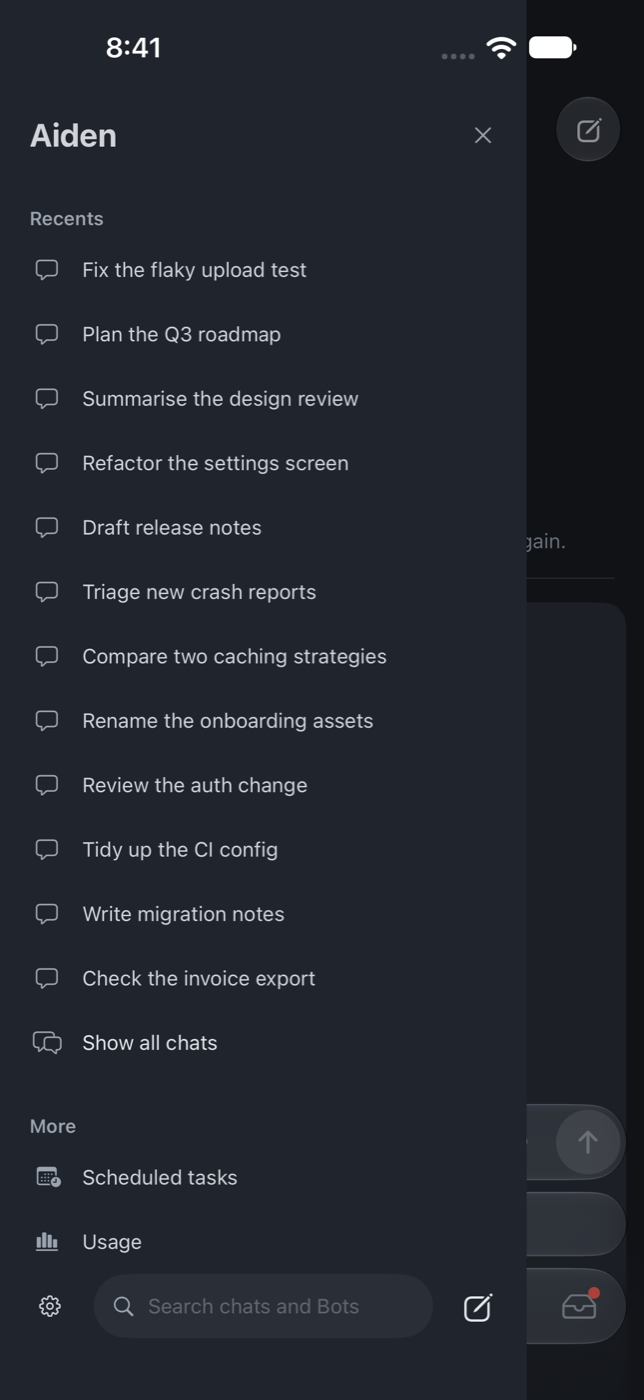 8:41
Aiden
Recents
Fix the flaky upload test
Plan the Q3 roadmap
Summarise the design review
Refactor the settings screen
Draft release notes
gain.
Triage new crash reports
Compare two caching strategies
Rename the onboarding assets
Review the auth change
Tidy up the CI config
Write migration notes
Check the invoice export
Show all chats
More
Scheduled tasks
Usage
Search chats and Bots